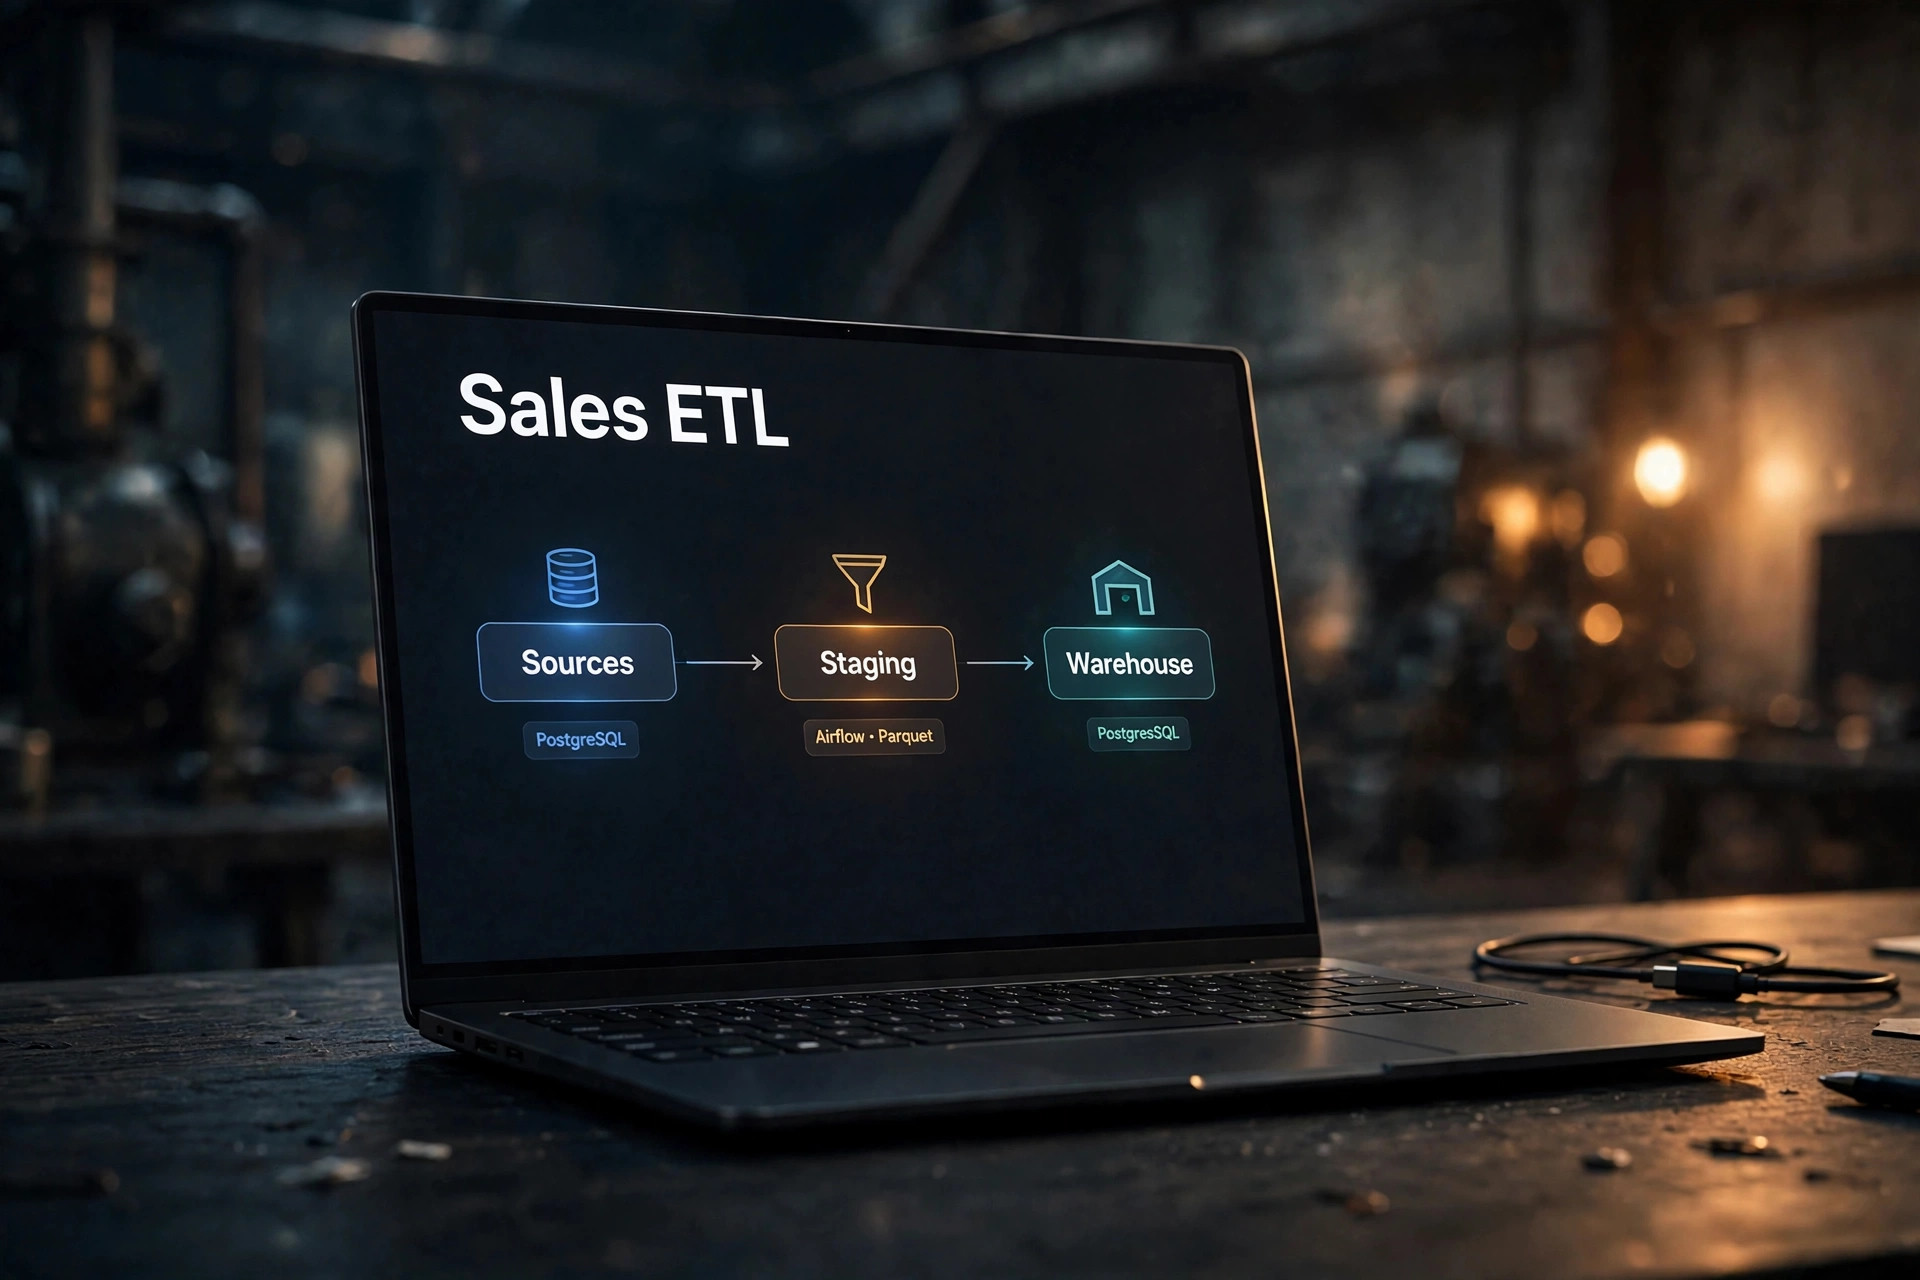 Sales ETL
Sources
Staging
Warehouse
PostgreSQL
Airflow • Parquet
PostgresSQL